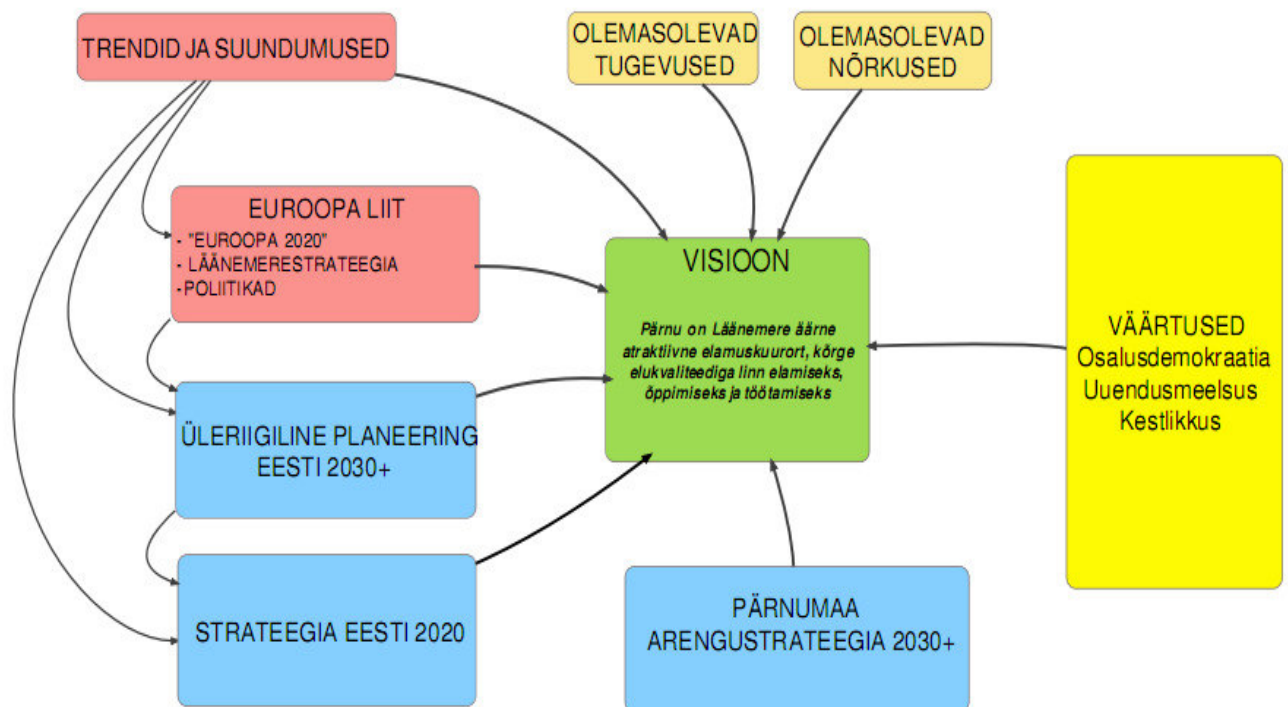 TRENDID JA SUUNDUMUSED
OLEMASOLEVAD
TUGEVUSED
OLEMASOLEVAD
NÕRKUSED
EUROOPA LIIT
- "EUROOPA 2020"
- LÄÄNEMERESTRATEEGIA
-POLIITIKAD
VISIOON
Pärnu on Läänemere äärne
atraktiivne elamuskuurort, kõrge
elukvaliteediga linn elamiseks,
õppimiseks ja töötamiseks
VÄÄRTUSED
Osalusdemokraatia
Uuendusmeelsus
Kestlikkus
ÜLERIIGILINE PLANEERING
EESTI 2030+
STRATEEGIA EESTI 2020
PÄRNUMAA
ARENGUSTRATEEGIA 2030+